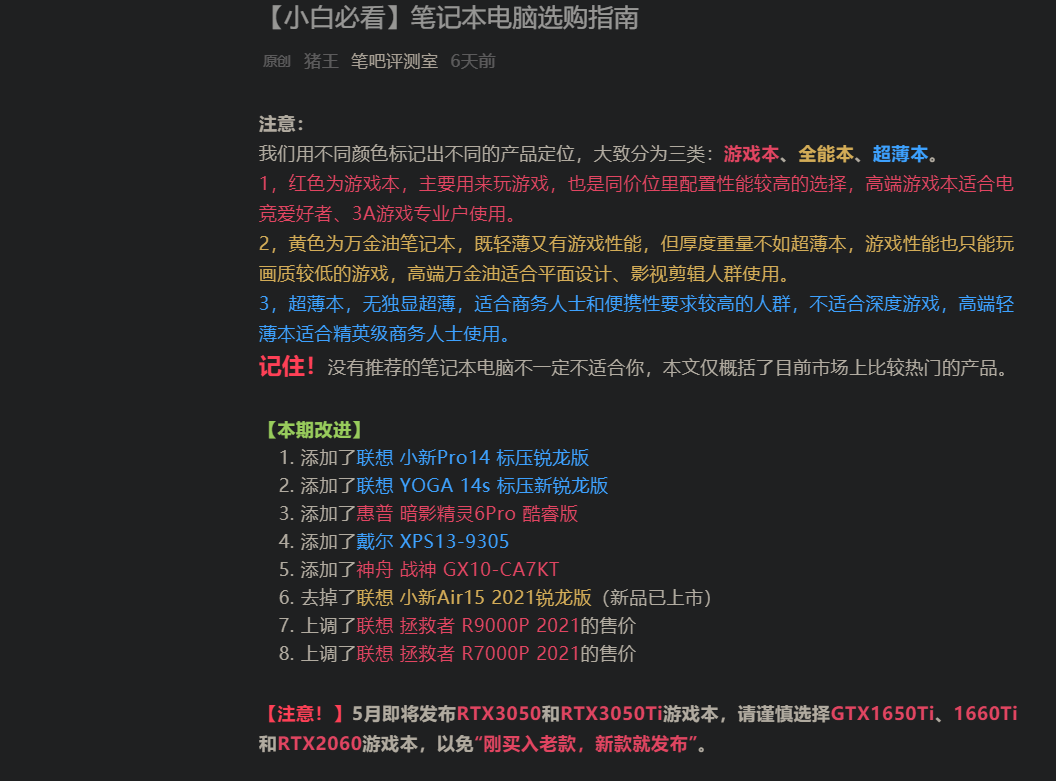 【小白必看】笔记本电脑选购指南
原创 猪王 笔吧评测室 6天前
注意：
我们用不同颜色标记出不同的产品定位，大致分为三类：游戏本、全能本、超薄本。
1，红色为游戏本，主要用来玩游戏，也是同价位里配置性能较高的选择，高端游戏本适合电
竞爱好者、3A游戏专业户使用。
2，黄色为万金油笔记本，既轻薄又有游戏性能，但厚度重量不如超薄本，游戏性能也只能玩
画质较低的游戏，高端万金油适合平面设计、影视剪辑人群使用。
3，超薄本，无独显超薄，适合商务人士和便携性要求较高的人群，不适合深度游戏，高端轻
薄本适合精英级商务人士使用。
记住！没有推荐的笔记本电脑不一定不适合你，本文仅概括了目前市场上比较热门的产品。
【本期改进】
1. 添加了联想 小新Pro14 标压锐龙版
2. 添加了联想 YOGA 14s 标压新锐龙版
3. 添加了惠普 暗影精灵6Pro 酷睿版
4. 添加了戴尔 XPS13-9305
5. 添加了神舟 战神 GX10-CA7KT
6. 去掉了联想 小新Air15 2021锐龙版（新品已上市）
7. 上调了联想 拯救者 R9000P 2021的售价
8. 上调了联想 拯救者 R7000P 2021的售价
【注意！】5月即将发布RTX3050和RTX3050Ti游戏本，请谨慎选择GTX1650Ti、1660Ti
和RTX2060游戏本，以免“刚买入老款，新款就发布”。